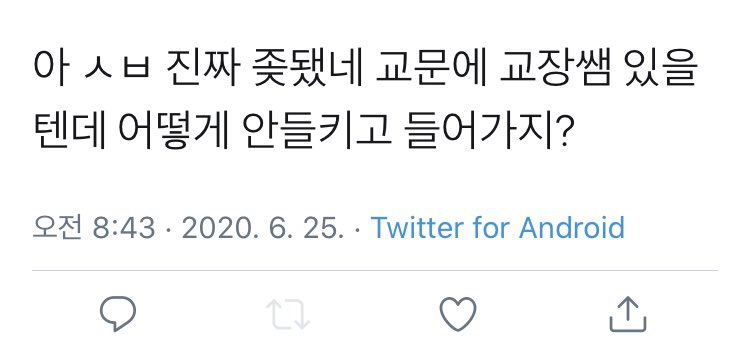 아 ㅅㅂ 진짜 좆됐네 교문에 교장쌤 있을
텐데 어떻게 안들키고 들어가지?
오전 8:43 · 2020. 6. 25. · Twitter for Android